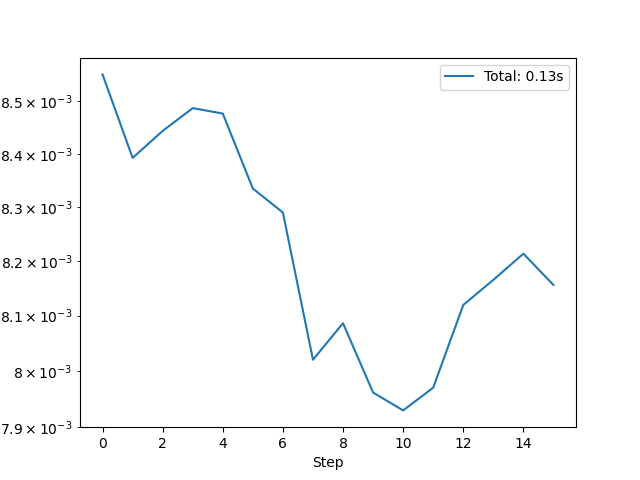 Total: 0.13s
8.5 × 10⁻³
8.4 × 10⁻³
8.3 × 10⁻³
8.2 × 10⁻³
8.1 × 10⁻³
8 × 10⁻³
7.9 × 10⁻³
0 2 4 6 8 10 12 14
Step